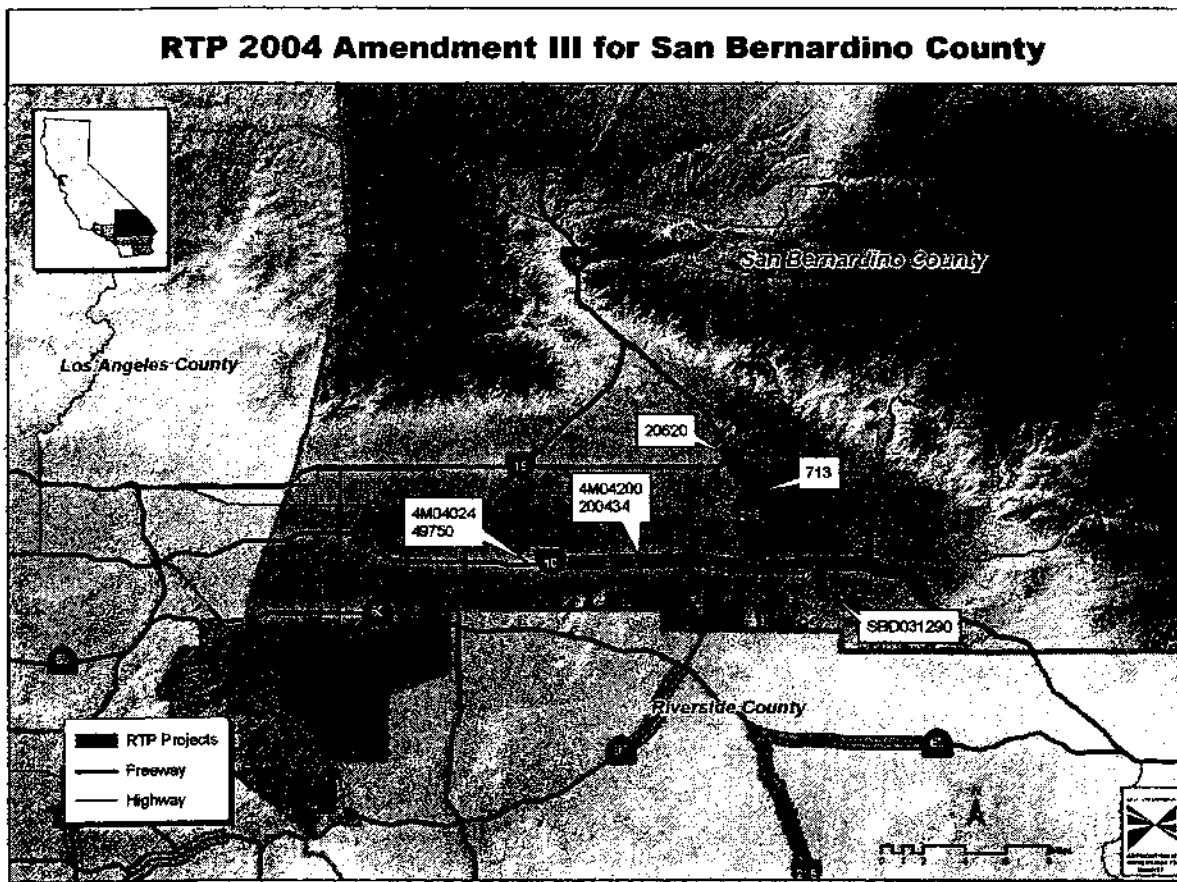 RTP 2004 Amendment III for San Bernardino County
San Bernardino County
Los Angeles County
20620
15
713
4M04200
200434
4M04024
49750
10
SBD031290
Riverside County
RTP Projects
Freeway
Highway